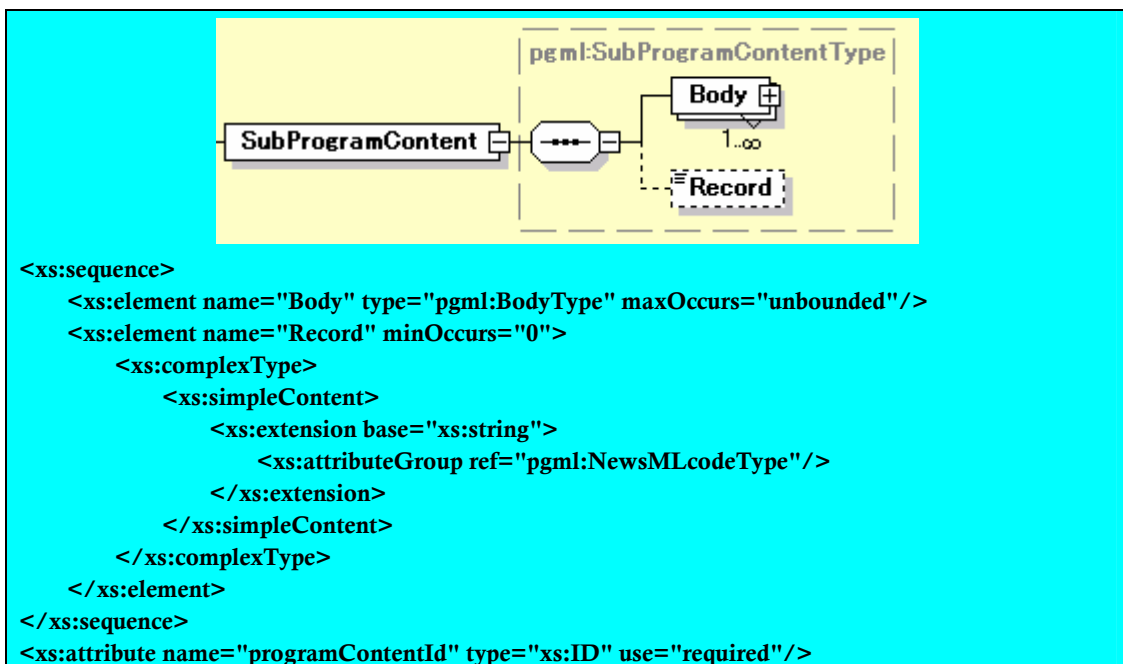 pgml:SubProgramContentType
Body
SubProgramContent
1..∞
Record
<xs:sequence>
<xs:element name="Body" type="pgml:BodyType" maxOccurs="unbounded"/>
<xs:element name="Record" minOccurs="0">
<xs:complexType>
<xs:simpleContent>
<xs:extension base="xs:string">
<xs:attributeGroup ref="pgml:NewsMLcodeType"/>
</xs:extension>
</xs:simpleContent>
</xs:complexType>
</xs:element>
</xs:sequence>
<xs:attribute name="programContentId" type="xs:ID" use="required"/>